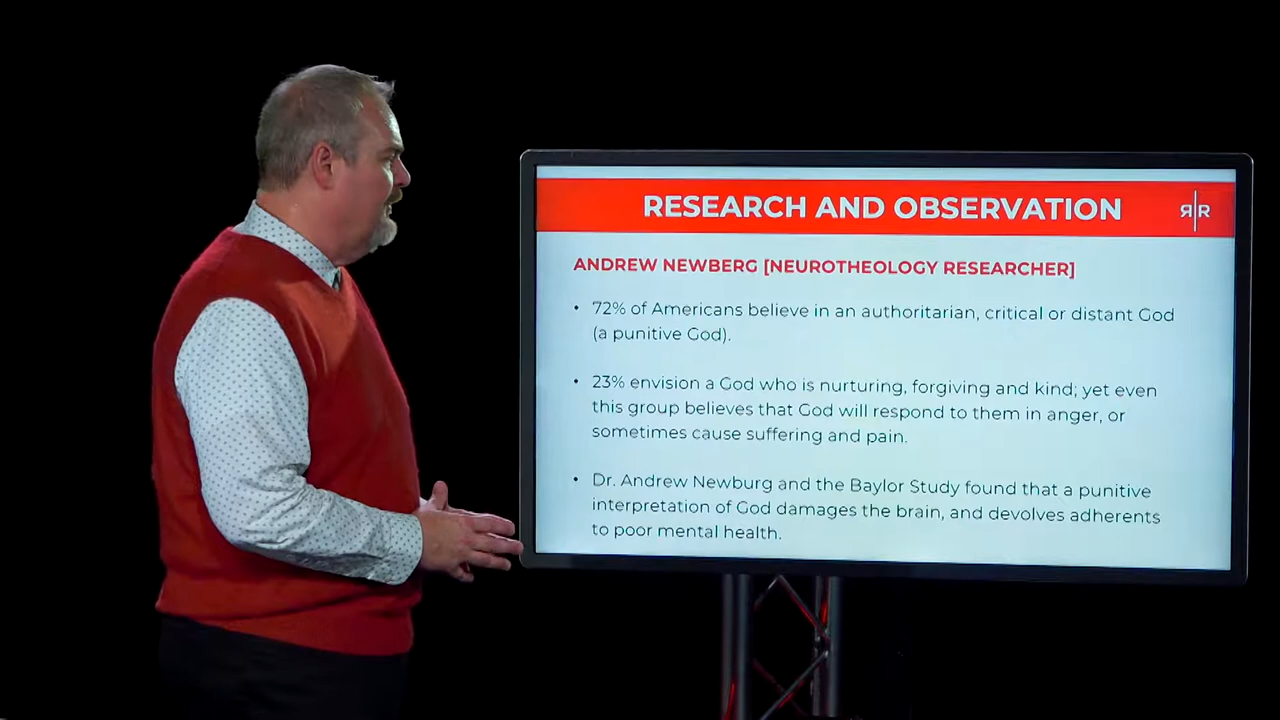 RESEARCH AND OBSERVATION
RR
ANDREW NEWBERG [NEUROTHEOLOGY RESEARCHER]
• 72% of Americans believe in an authoritarian, critical or distant God
(a punitive God).
• 23% envision a God who is nurturing, forgiving and kind; yet even
this group believes that God will respond to them in anger, or
sometimes cause suffering and pain.
• Dr. Andrew Newburg and the Baylor Study found that a punitive
interpretation of God damages the brain, and devolves adherents
to poor mental health.